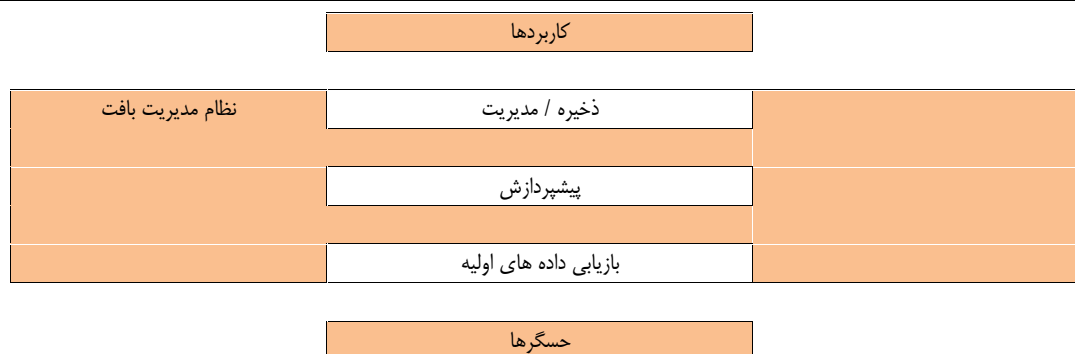 کاربردها
ذخیره / مدیریت
نظام مدیریت بافت
پیشپردازش
بازیابی داده های اولیه
حسگرها